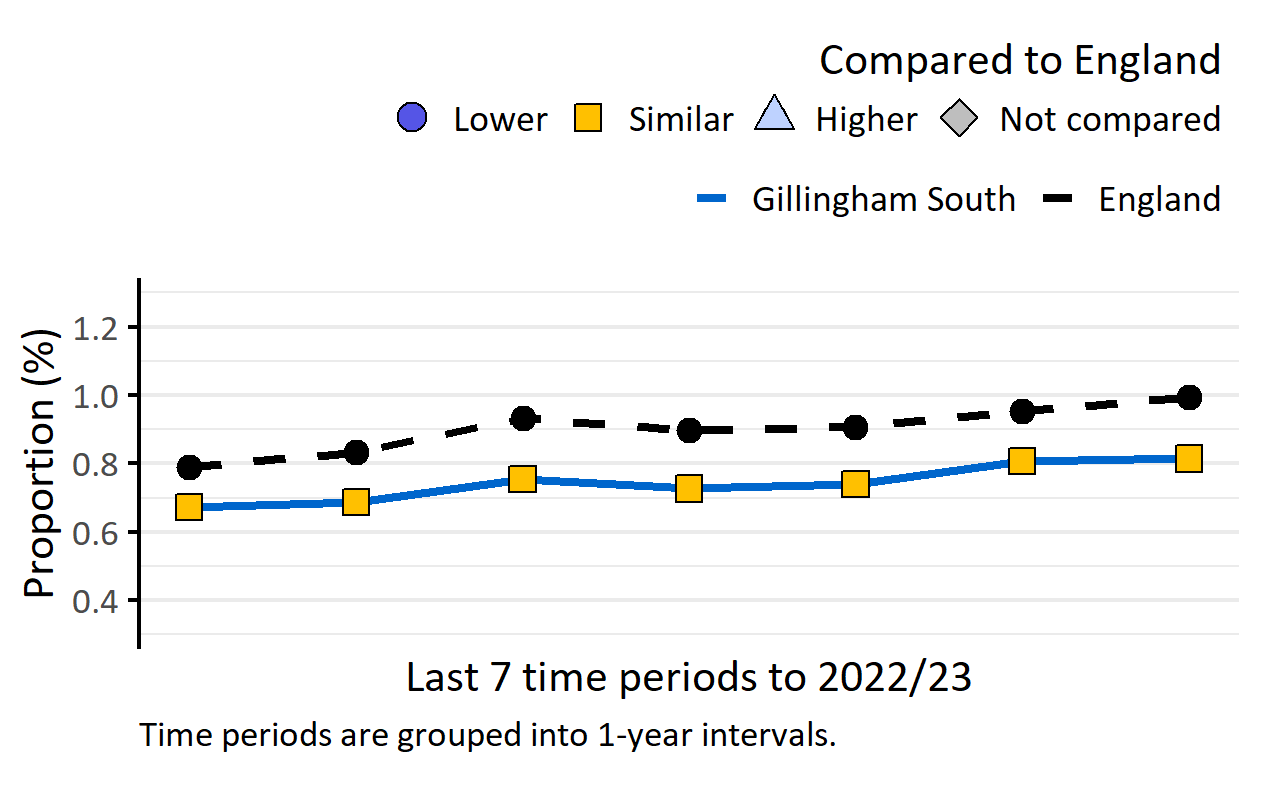 Compared to England
Lower Similar Higher Not compared
Gillingham South England
Proportion (%)
1.2
1.0
0.8
0.6
0.4
Last 7 time periods to 2022/23
Time periods are grouped into 1-year intervals.